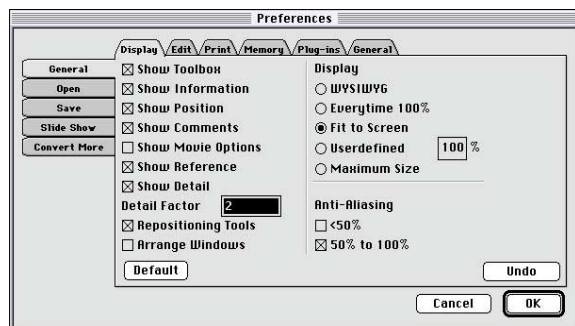 Preferences
Display Edit Print Memory Plug-ins General
General
Open
Save
Slide Show
Convert More
Show Toolbox
Show Information
Show Position
Show Comments
Show Movie Options
Show Reference
Show Detail
Detail Factor 2
Repositioning Tools
Arrange Windows
Display
WYSIWYG
Everytime 100%
Fit to Screen
Userdefined 100 %
Maximum Size
Anti-Aliasing
<50%
50% to 100%
Default
Undo
Cancel
OK